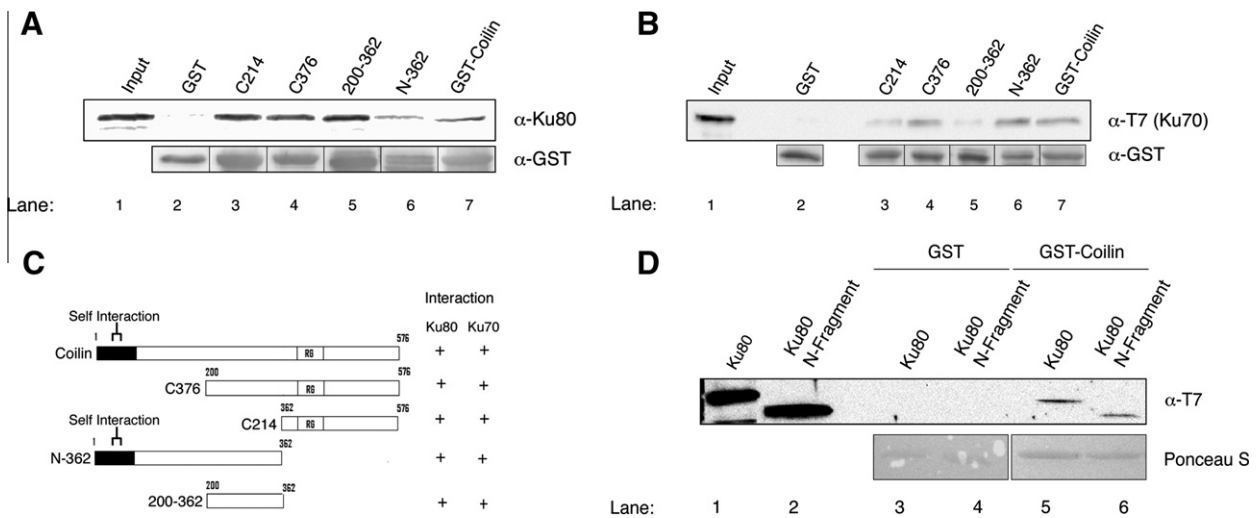 A
Input
GST
C214
C376
200-362
N-362
GST-Coilin
α-Ku80
α-GST
Lane: 1 2 3 4 5 6 7
B
Input
GST
C214
C376
200-362
N-362
GST-Coilin
α-T7 (Ku70)
α-GST
Lane: 1 2 3 4 5 6 7
C
Interaction
Ku80 Ku70
Self Interaction
I 576
Coilin RG + +
200 576
C376 RG + +
362 576
C214 RG + +
Self Interaction
I 362
N-362 + +
200 362
200-362 + +
D
GST GST-Coilin
Ku80
Ku80
N-Fragment
Ku80
Ku80
N-Fragment
Ku80
Ku80
N-Fragment
α-T7
Ponceau S
Lane: 1 2 3 4 5 6